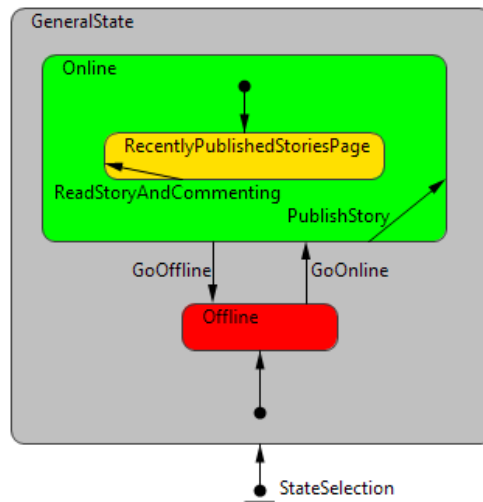 GeneralState
Online
RecentlyPublishedStoriesPage
ReadStoryAndCommenting
PublishStory
GoOffline
GoOnline
Offline
StateSelection